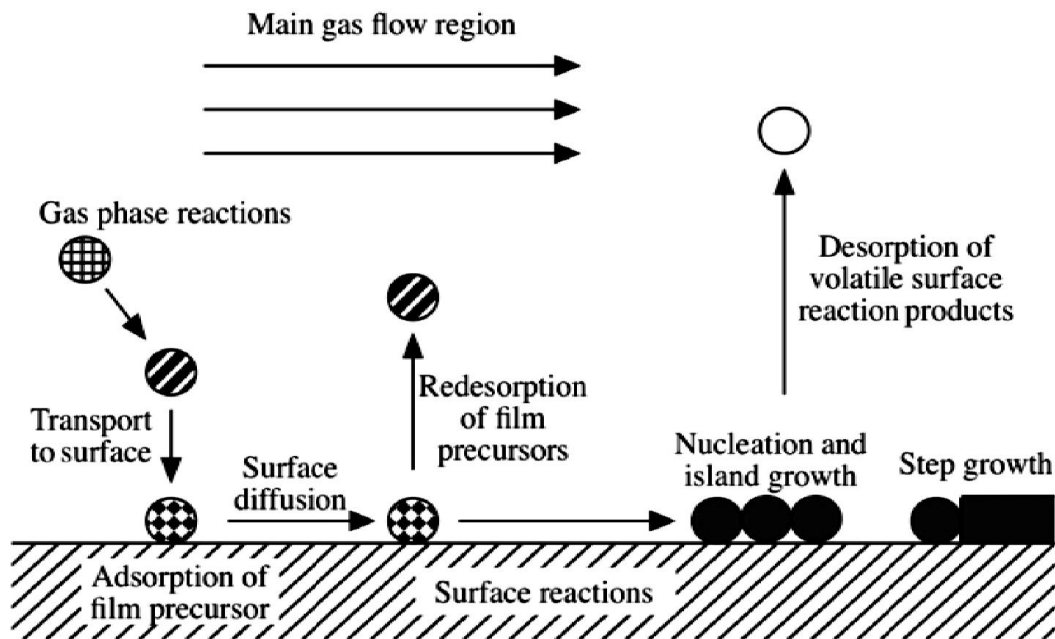 Main gas flow region
Gas phase reactions
Desorption of
volatile surface
reaction products
Transport
to surface
Redesorption
of film
precursors
Surface
diffusion
Nucleation and
island growth
Step growth
Adsorption of
film precursor
Surface reactions